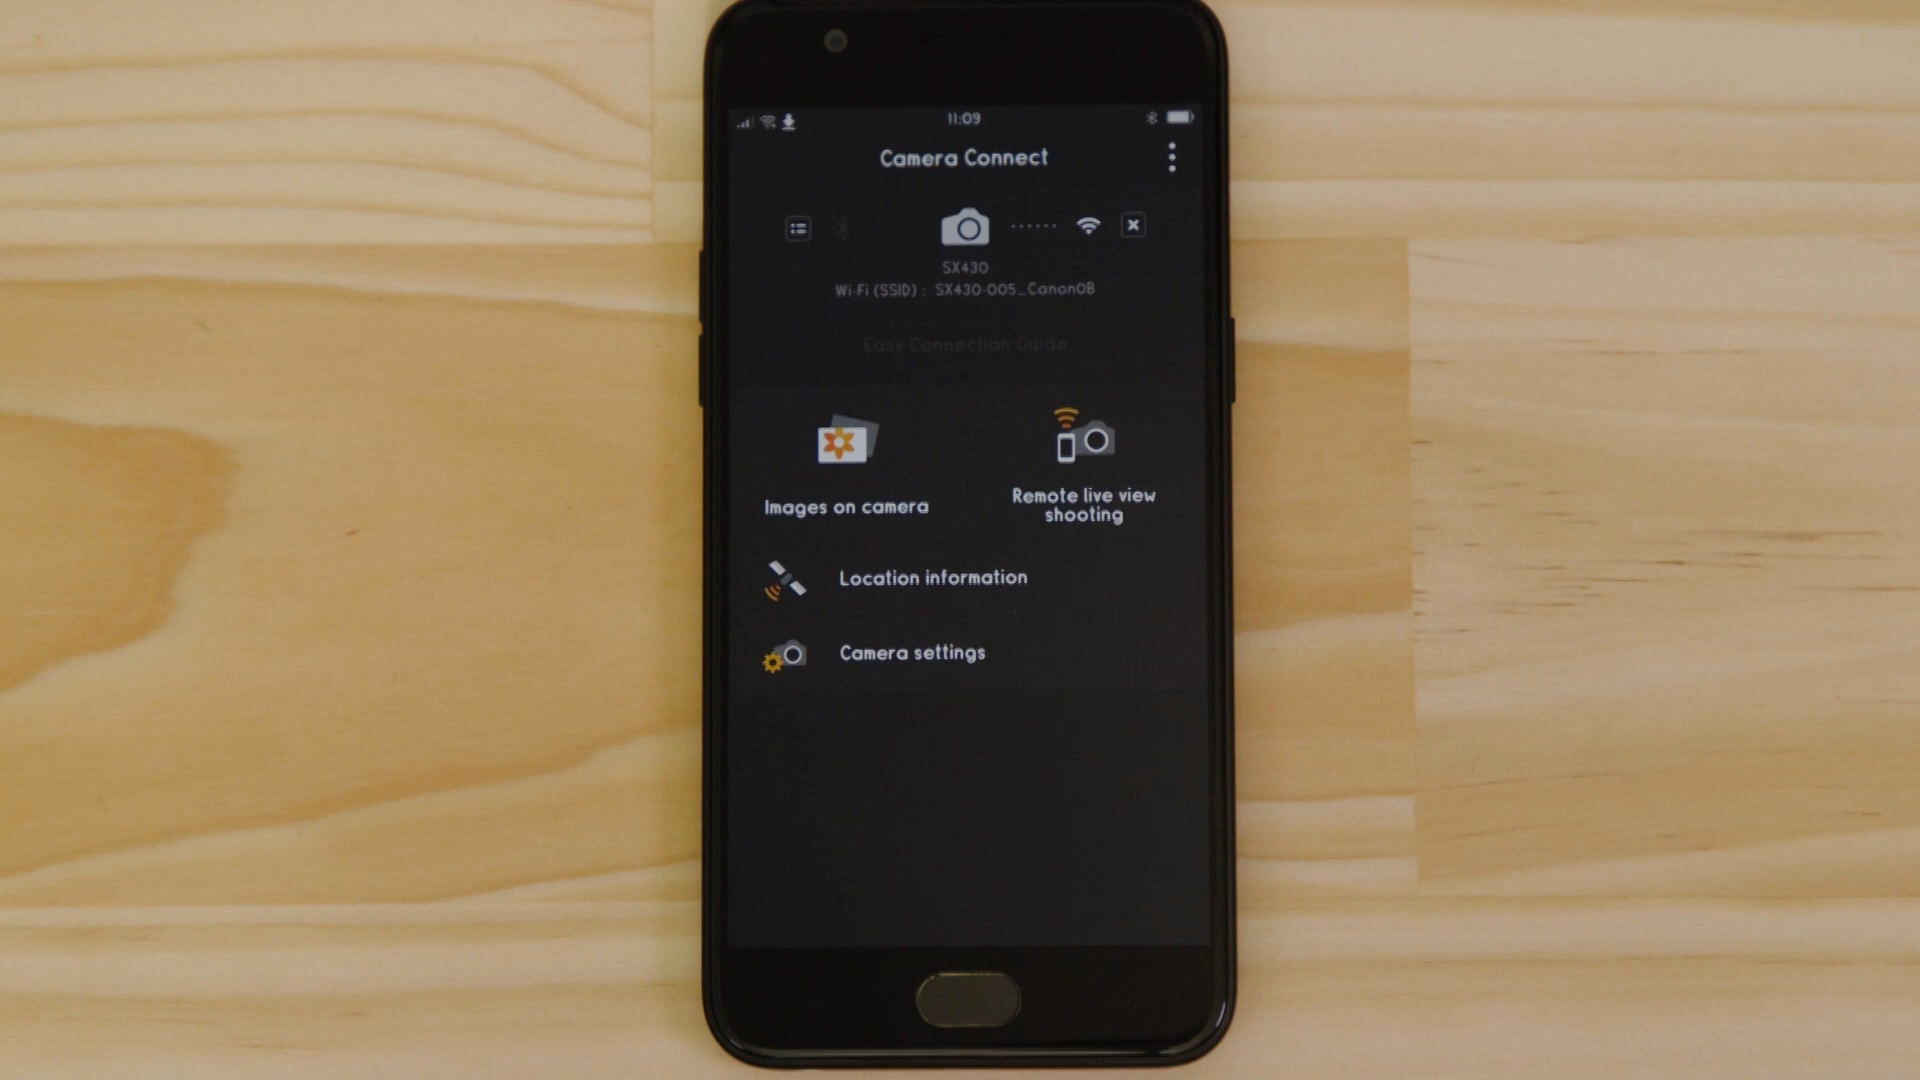 11:09
Camera Connect
SX430
Wi-Fi (SSID) : SX430-005_Canon0B
Easy Connection Guide
Images on camera
Remote live view
shooting
Location information
Camera settings